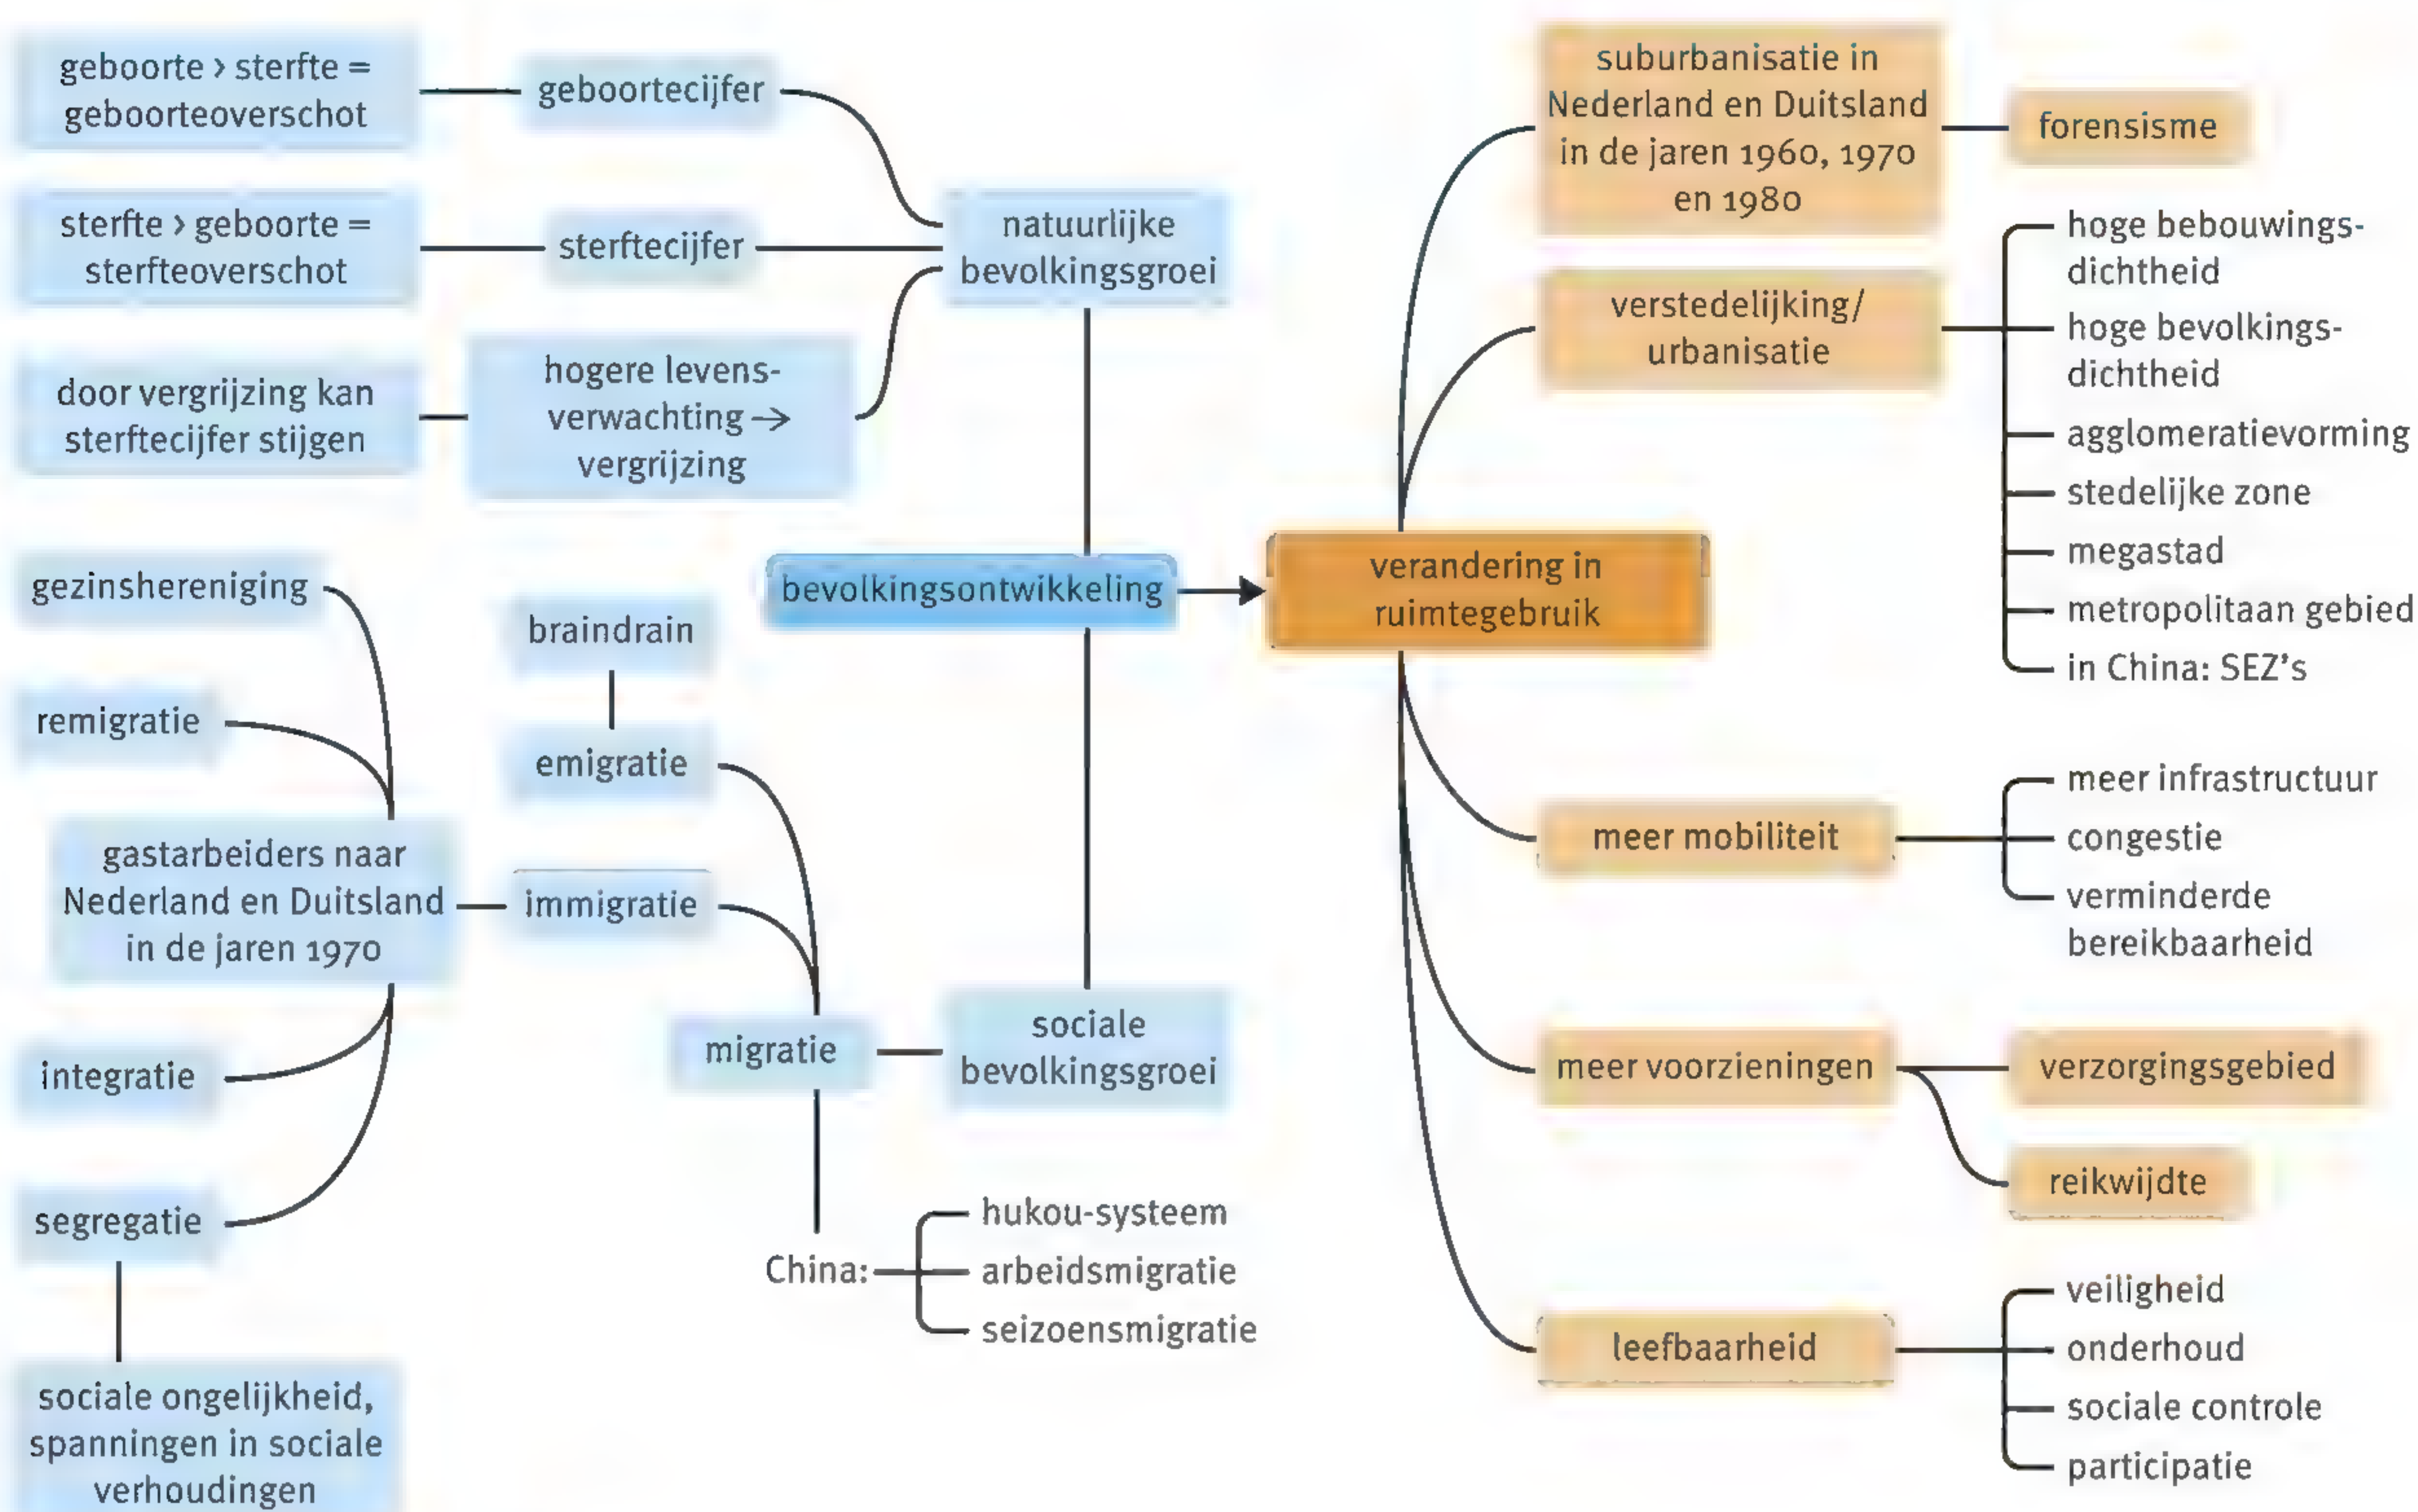 geboorte > sterfte =
geboorteoverschot
geboortecijfer
sterfte > geboorte =
sterfteoverschot
sterftecijfer
natuurlijke
bevolkingsgroei
door vergrijzing kan
sterftecijfer stijgen
hogere levens-
verwachting →
vergrijzing
bevolkingsontwikkeling
gezinshereniging
remigratie
gastarbeiders naar
Nederland en Duitsland
in de jaren 1970
integratie
segregatie
sociale ongelijkheid,
spanningen in sociale
verhoudingen
braindrain
emigratie
immigratie
migratie
sociale
bevolkingsgroei
China:
hukou-systeem
arbeidsmigratie
seizoensmigratie
verandering in
ruimtegebruik
suburbanisatie in
Nederland en Duitsland
in de jaren 1960, 1970
en 1980
forensisme
verstedelijking/
urbanisatie
hoge bebouwings-
dichtheid
hoge bevolkings-
dichtheid
agglomeratievorming
stedelijke zone
megastad
metropolitaan gebied
in China: SEZ's
meer mobiliteit
meer infrastructuur
congestie
verminderde
bereikbaarheid
meer voorzieningen
verzorgingsgebied
reikwijdte
leefbaarheid
veiligheid
onderhoud
sociale controle
participatie